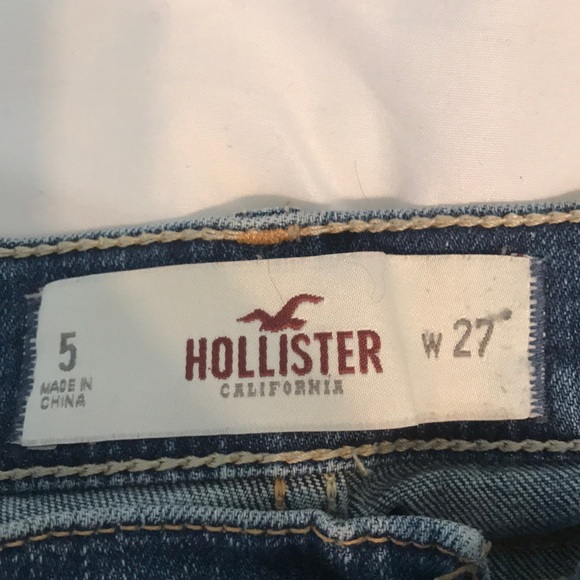 5
MADE IN
CHINA
HOLLISTER
CALIFORNIA
W 27